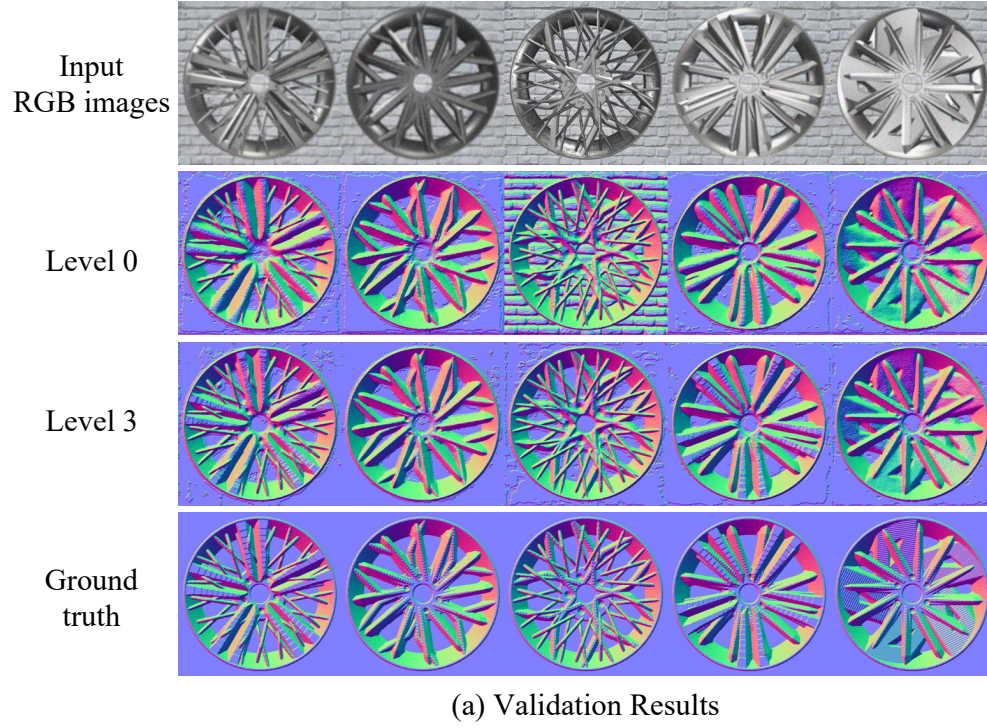 Input
RGB images
Level 0
Level 3
Ground
truth
(a) Validation Results